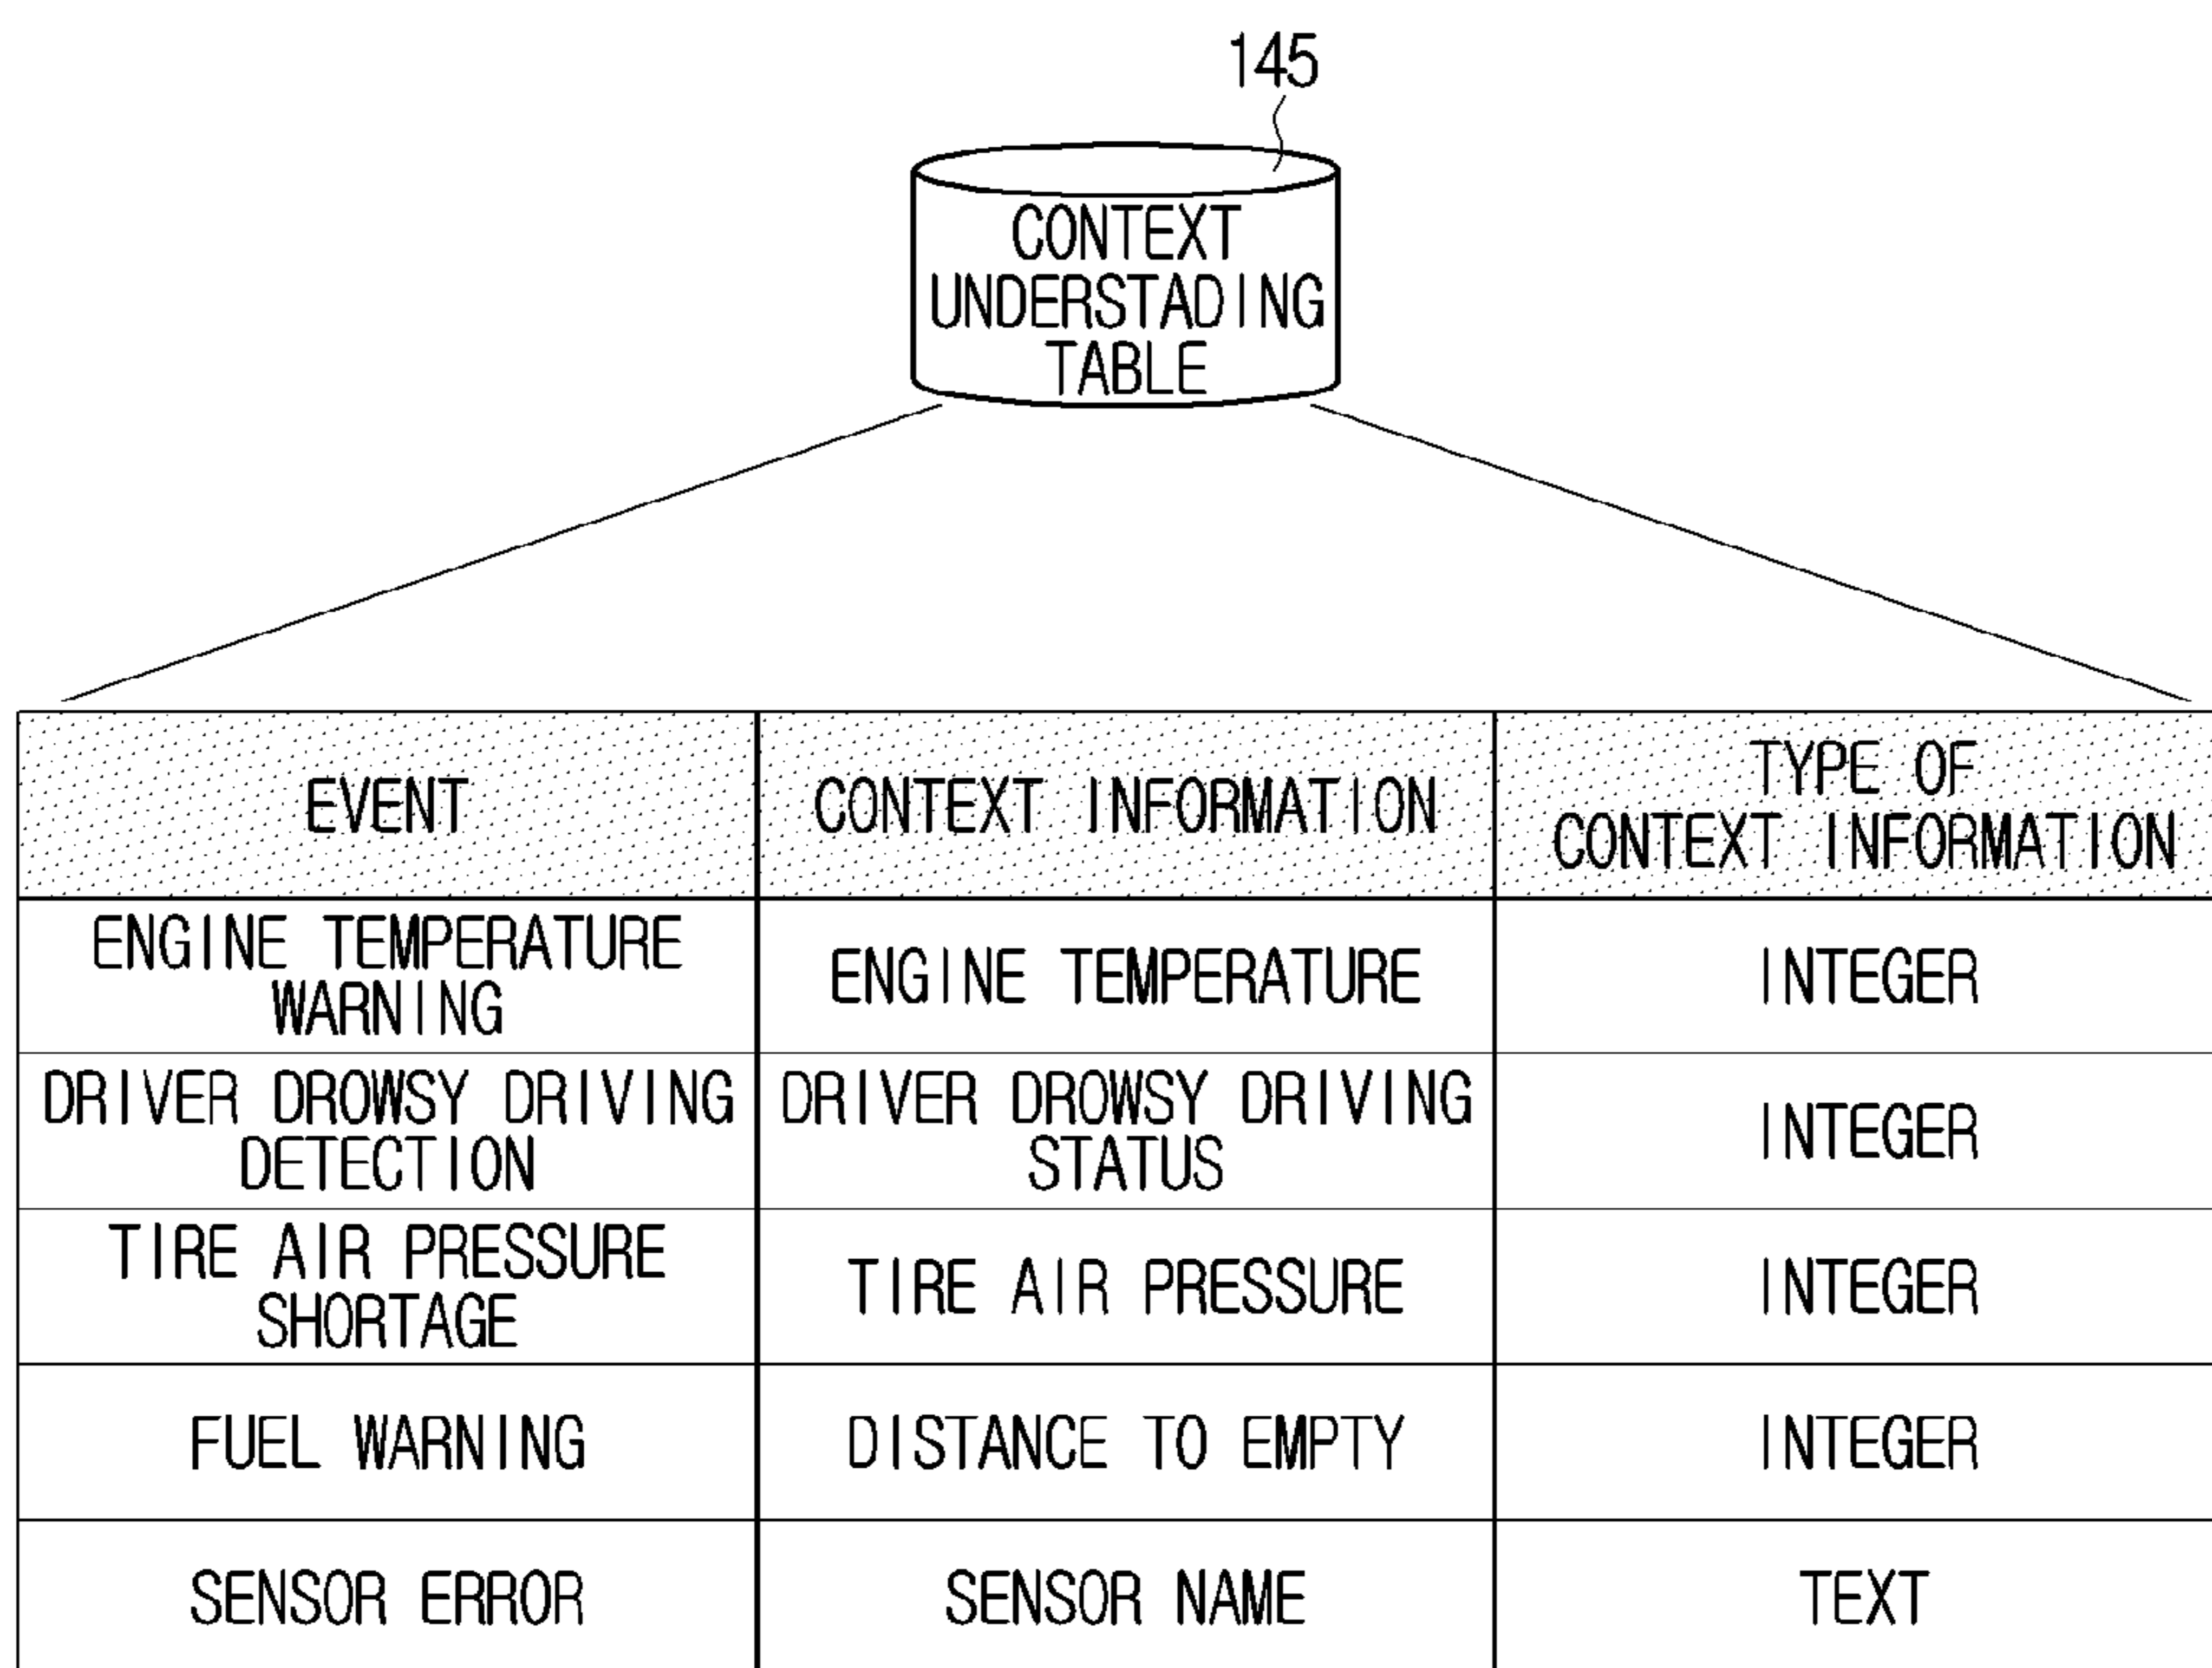 145
CONTEXT
UNDERSTADING
TABLE
EVENT
CONTEXT INFORMATION
TYPE OF
CONTEXT INFORMATION
ENGINE TEMPERATURE
WARNING
ENGINE TEMPERATURE
INTEGER
DRIVER DROWSY DRIVING
DETECTION
DRIVER DROWSY DRIVING
STATUS
INTEGER
TIRE AIR PRESSURE
SHORTAGE
TIRE AIR PRESSURE
INTEGER
FUEL WARNING
DISTANCE TO EMPTY
INTEGER
SENSOR ERROR
SENSOR NAME
TEXT